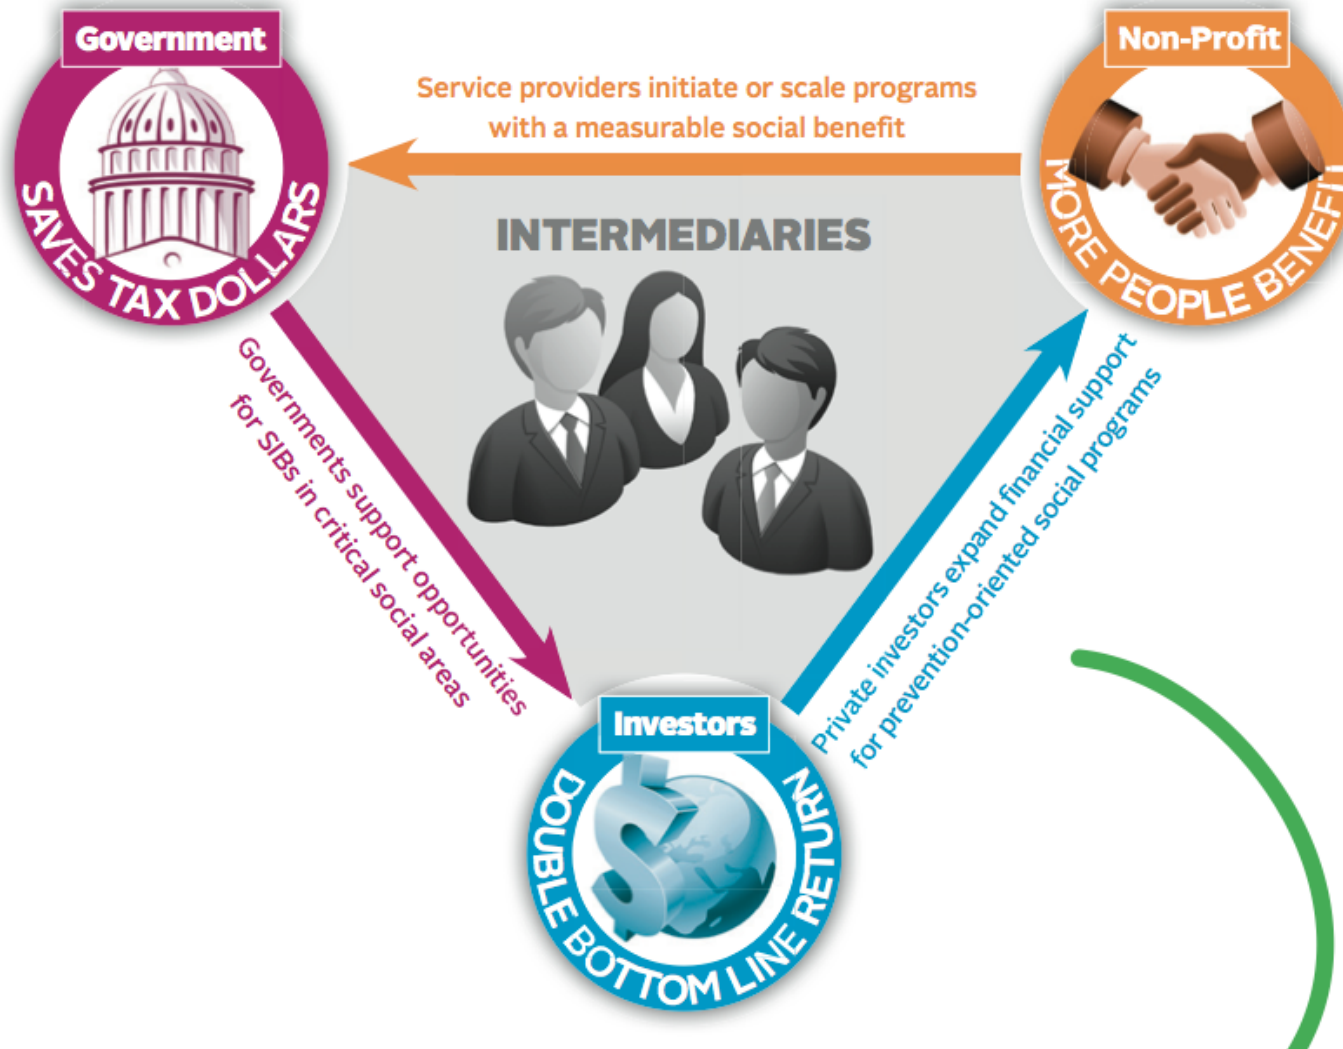 Government
SAVES TAX DOLLARS
Service providers initiate or scale programs
with a measurable social benefit
Non-Profit
MORE PEOPLE BENEFIT
INTERMEDIARIES
Governments support opportunities
for SIBs in critical social areas
Private investors expand financial support
for prevention-oriented social programs
Investors
DOUBLE BOTTOM LINE RETURN